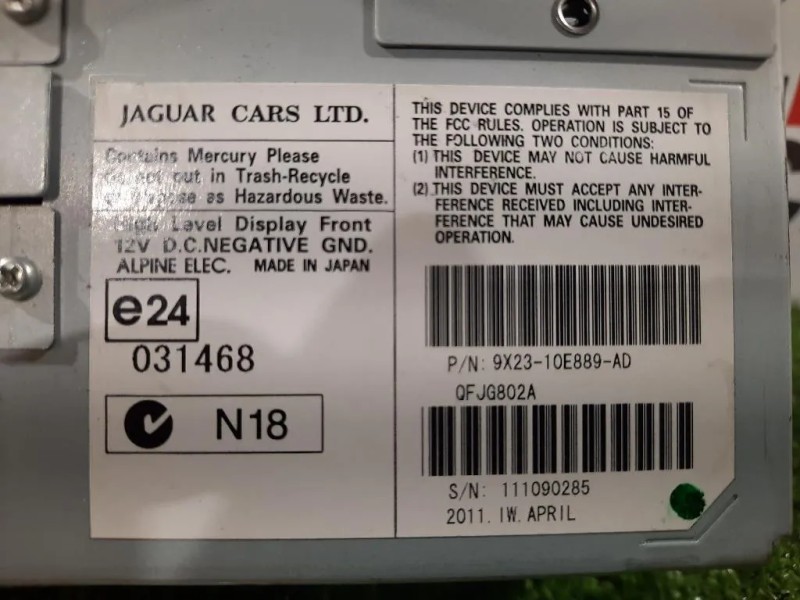 JAGUAR CARS LTD.
Contains Mercury Please
not put in Trash-Recycle
as Hazardous Waste.
High Level Display Front
12V D.C.NEGATIVE GND.
ALPINE ELEC. MADE IN JAPAN
e24
031468
N18
THIS DEVICE COMPLIES WITH PART 15 OF
THE FCC RULES. OPERATION IS SUBJECT TO
THE FOLLOWING TWO CONDITIONS:
(1) THIS DEVICE MAY NOT CAUSE HARMFUL
INTERFERENCE.
(2) THIS DEVICE MUST ACCEPT ANY INTER-
FERENCE RECEIVED INCLUDING INTER-
FERENCE THAT MAY CAUSE UNDESIRED
OPERATION.
P/N: 9X23-10E889-AD
QFJG802A
S/N: 111090285
2011. IW. APRIL